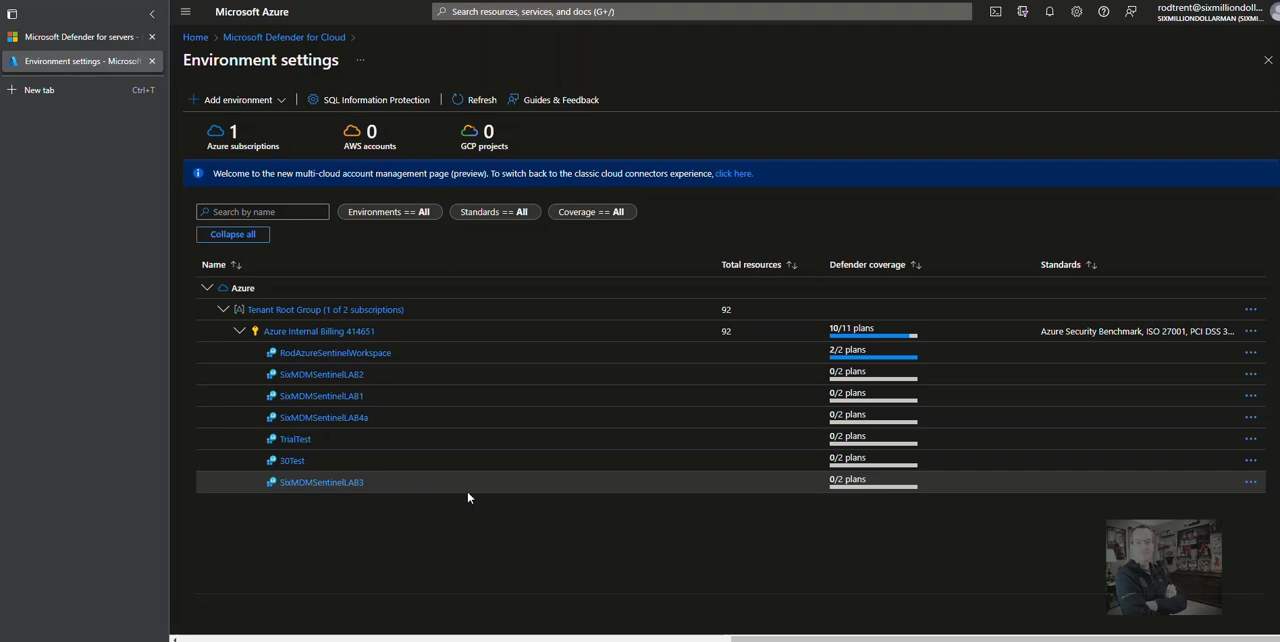 Microsoft Azure
Search resources, services, and docs (G+/)
rodtrent@sixmilliondoll...
SIXMILLIONDOLLARMAN (SIXMI...
Microsoft Defender for servers -
Environment settings - Microsoft
New tab Ctrl+T
Home > Microsoft Defender for Cloud >
Environment settings ...
Add environment
SQL Information Protection
Refresh
Guides & Feedback
1
Azure subscriptions
0
AWS accounts
0
GCP projects
Welcome to the new multi-cloud account management page (preview). To switch back to the classic cloud connectors experience, click here.
Search by name
Environments == All
Standards == All
Coverage == All
Collapse all
Name Total resources Defender coverage Standards
Azure
Tenant Root Group (1 of 2 subscriptions) 92
Azure Internal Billing 414651 92 10/11 plans Azure Security Benchmark, ISO 27001, PCI DSS 3...
RodAzureSentinelWorkspace 2/2 plans
SixMDMSentinelLAB2 0/2 plans
SixMDMSentinelLAB1 0/2 plans
SixMDMSentinelLAB4a 0/2 plans
TrialTest 0/2 plans
30Test 0/2 plans
SixMDMSentinelLAB3 0/2 plans